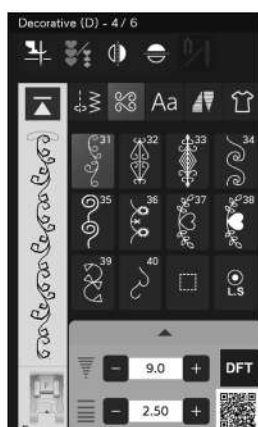 Decorative (D) - 4 / 6
Aa
31 32 33 34
35 36 37 38
39 40 L.S
- 9.0 + DFT
- 2.50 +